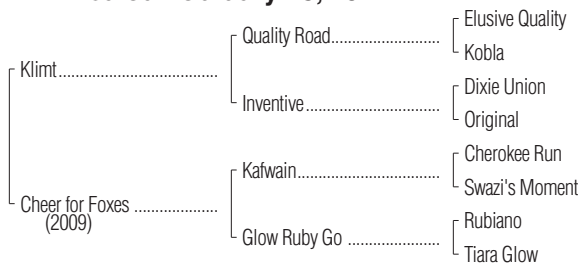 Elusive Quality
Quality Road
Kobla
Klimt
Dixie Union
Inventive
Original
Cherokee Run
Kafwain
Swazi's Moment
Cheer for Foxes
(2009)
Rubiano
Glow Ruby Go
Tiara Glow